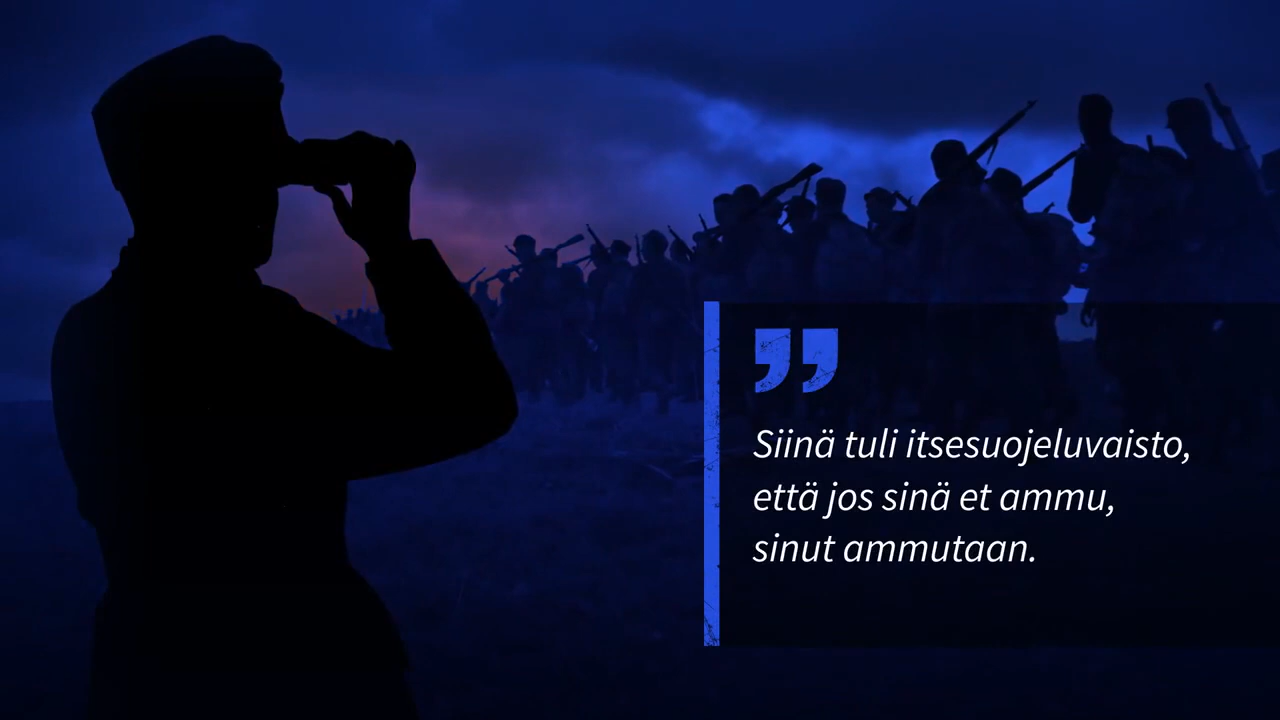 ”
Siinä tuli itsesuojeluvaisto,
että jos sinä et ammu,
sinut ammutaan.